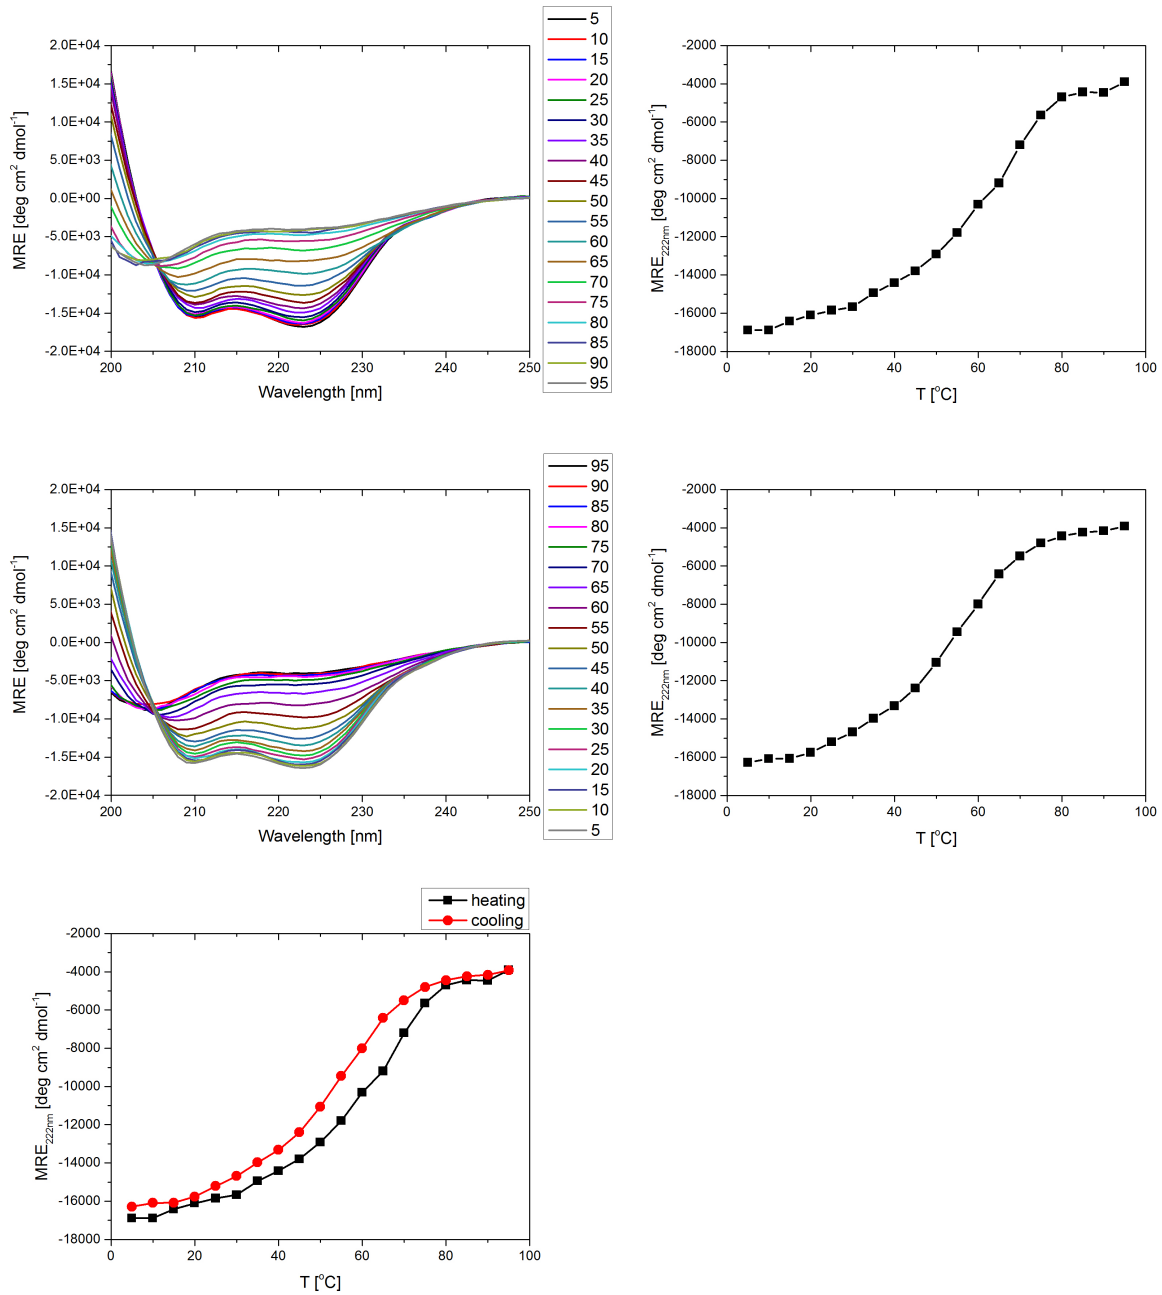 5
10
15
20
25
30
35
40
45
50
55
60
65
70
75
80
85
90
95
2.0E+04
1.5E+04
1.0E+04
5.0E+03
0.0E+00
-5.0E+03
-1.0E+04
-1.5E+04
-2.0E+04
MRE [deg cm² dmol⁻¹]
200 210 220 230 240 250
Wavelength [nm]
-2000
-4000
-6000
-8000
-10000
-12000
-14000
-16000
-18000
MRE₂₂₂ₙₘ [deg cm² dmol⁻¹]
0 20 40 60 80 100
T [°C]
95
90
85
80
75
70
65
60
55
50
45
40
35
30
25
20
15
10
5
2.0E+04
1.5E+04
1.0E+04
5.0E+03
0.0E+00
-5.0E+03
-1.0E+04
-1.5E+04
-2.0E+04
MRE [deg cm² dmol⁻¹]
200 210 220 230 240 250
Wavelength [nm]
-2000
-4000
-6000
-8000
-10000
-12000
-14000
-16000
-18000
MRE₂₂₂ₙₘ [deg cm² dmol⁻¹]
0 20 40 60 80 100
T [°C]
heating
cooling
-2000
-4000
-6000
-8000
-10000
-12000
-14000
-16000
-18000
MRE₂₂₂ₙₘ [deg cm² dmol⁻¹]
0 20 40 60 80 100
T [°C]